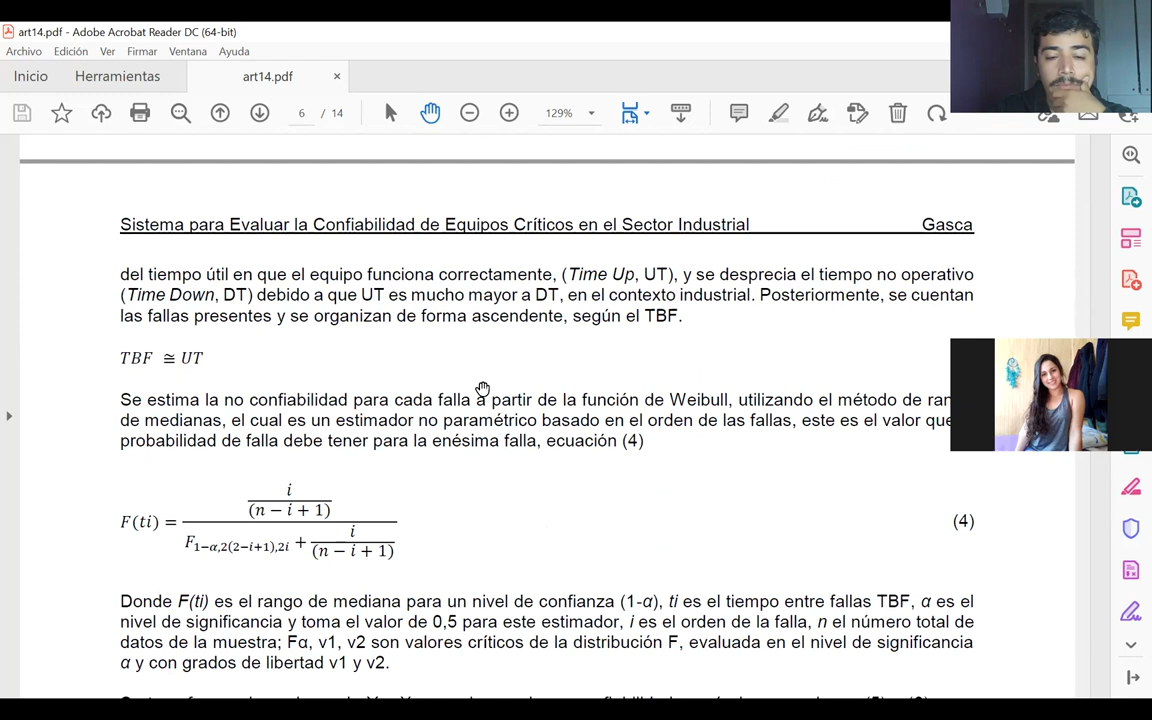 art14.pdf - Adobe Acrobat Reader DC (64-bit)
Archivo Edición Ver Firmar Ventana Ayuda
Inicio Herramientas art14.pdf ×
6 / 14 129%
Sistema para Evaluar la Confiabilidad de Equipos Críticos en el Sector Industrial Gasca
del tiempo útil en que el equipo funciona correctamente, (Time Up, UT), y se desprecia el tiempo no operativo
(Time Down, DT) debido a que UT es mucho mayor a DT, en el contexto industrial. Posteriormente, se cuentan
las fallas presentes y se organizan de forma ascendente, según el TBF.
TBF ≅ UT
Se estima la no confiabilidad para cada falla a partir de la función de Weibull, utilizando el método de
de medianas, el cual es un estimador no paramétrico basado en el orden de las fallas, este es el valor que
probabilidad de falla debe tener para la enésima falla, ecuación (4)
F(ti) = (i / (n − i + 1)) / (F1−α,2(2−i+1),2i + i / (n − i + 1)) (4)
Donde F(ti) es el rango de mediana para un nivel de confianza (1-α), ti es el tiempo entre fallas TBF, α es el
nivel de significancia y toma el valor de 0,5 para este estimador, i es el orden de la falla, n el número total de
datos de la muestra; Fα, v1, v2 son valores críticos de la distribución F, evaluada en el nivel de significancia
α y con grados de libertad v1 y v2.